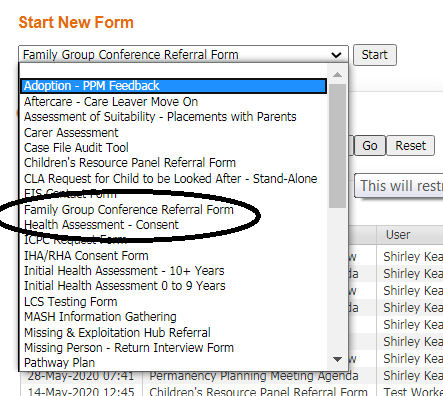 Start New Form
Family Group Conference Referral Form Start
Adoption - PPM Feedback
Aftercare - Care Leaver Move On
Assessment of Suitability - Placements with Parents
Carer Assessment
Case File Audit Tool
Go Reset
Children's Resource Panel Referral Form
CLA Request for Child to be Looked After - Stand-Alone
This will restr
EIS Contact Form
Family Group Conference Referral Form
Health Assessment - Consent
User
ICPC Request Form
IHA/RHA Consent Form
Shirley Kea
Initial Health Assessment - 10+ Years
Shirley Kea
Initial Health Assessment 0 to 9 Years
Shirley Kea
LCS Testing Form
Shirley Kea
MASH Information Gathering
Shirley Kea
Missing & Exploitation Hub Referral
Shirley Kea
Missing Person - Return Interview Form
Shirley Kea
Pathway Plan
28-May-2020 07:41 Permanency Planning Meeting Agenda Shirley Kea
14-May-2020 12:45 Children's Resource Panel Referral Form Test Worke